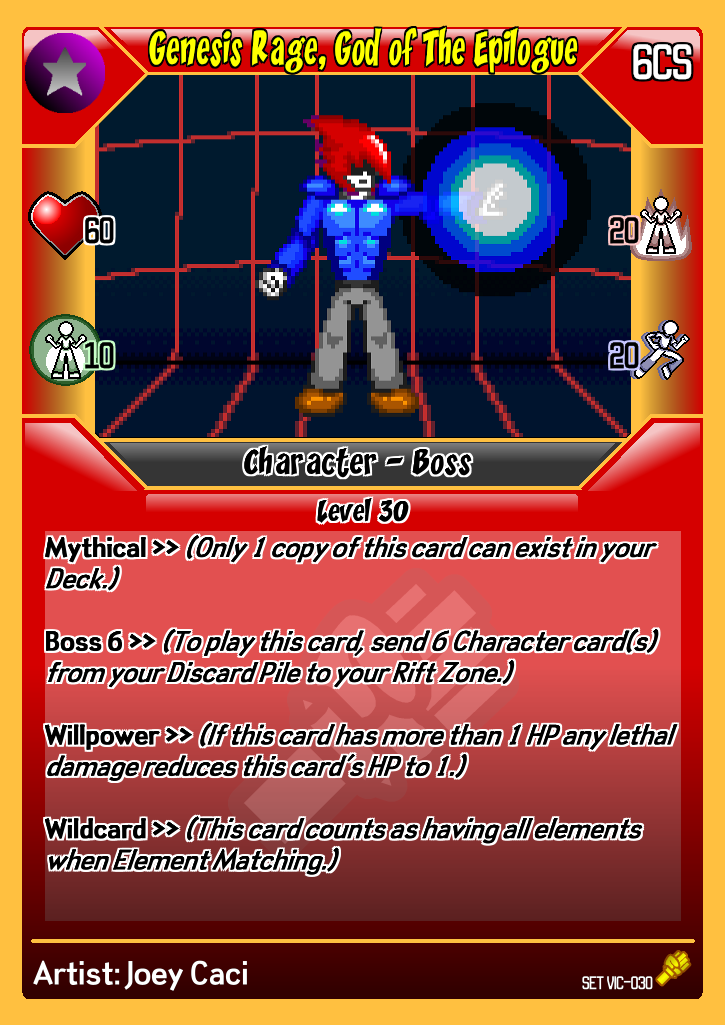 Genesis Rage, God of The Epilogue
6CS
60
20
10
20
Character - Boss
Level 30
Mythical >> (Only 1 copy of this card can exist in your
Deck.)
Boss 6 >> (To play this card, send 6 Character card(s)
from your Discard Pile to your Rift Zone.)
Willpower >> (If this card has more than 1 HP any lethal
damage reduces this card's HP to 1.)
Wildcard >> (This card counts as having all elements
when Element Matching.)
Artist: Joey Caci
SET VIC-030